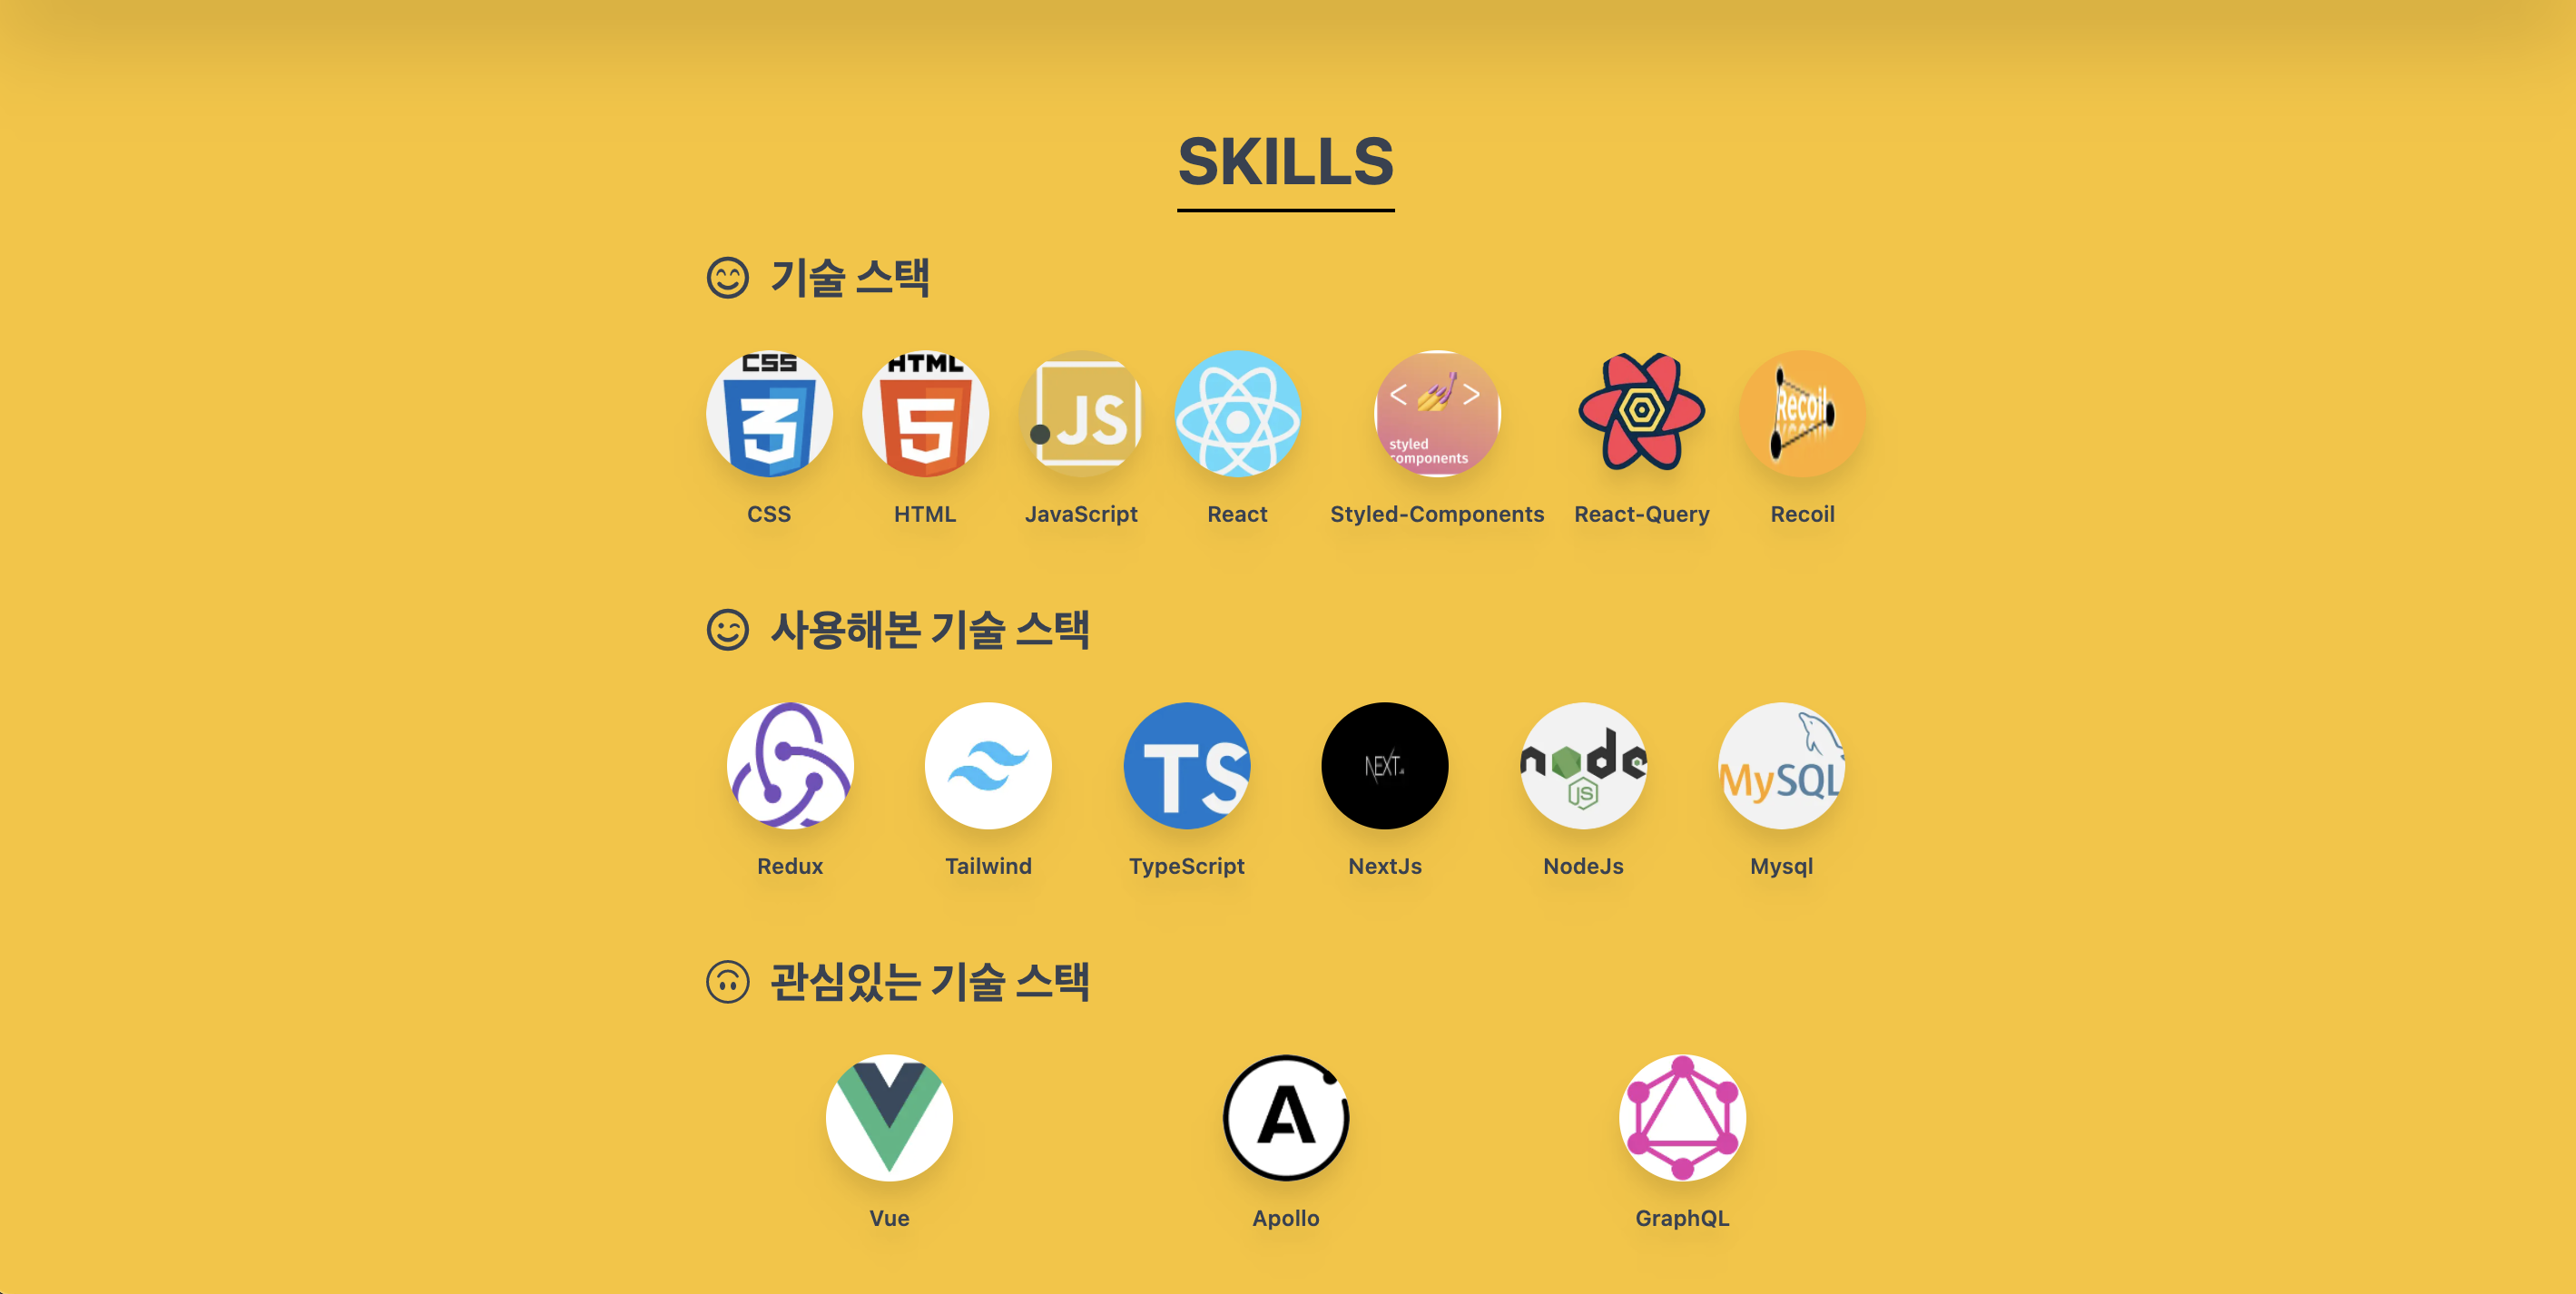 SKILLS
기술 스택
CSS HTML JS < > styled components Recoil
CSS HTML JavaScript React Styled-Components React-Query Recoil
사용해본 기술 스택
TS NEXT.JS node JS MySQL
Redux Tailwind TypeScript NextJs NodeJs Mysql
관심있는 기술 스택
A
Vue Apollo GraphQL